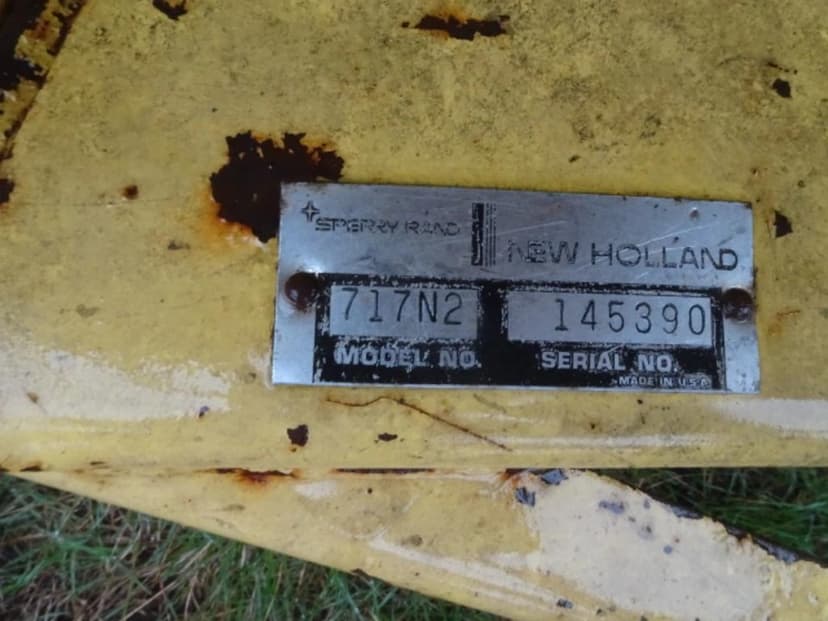 SPERRY RAND NEW HOLLAND
717N2 145390
MODEL NO. SERIAL NO.
MADE IN U.S.A.